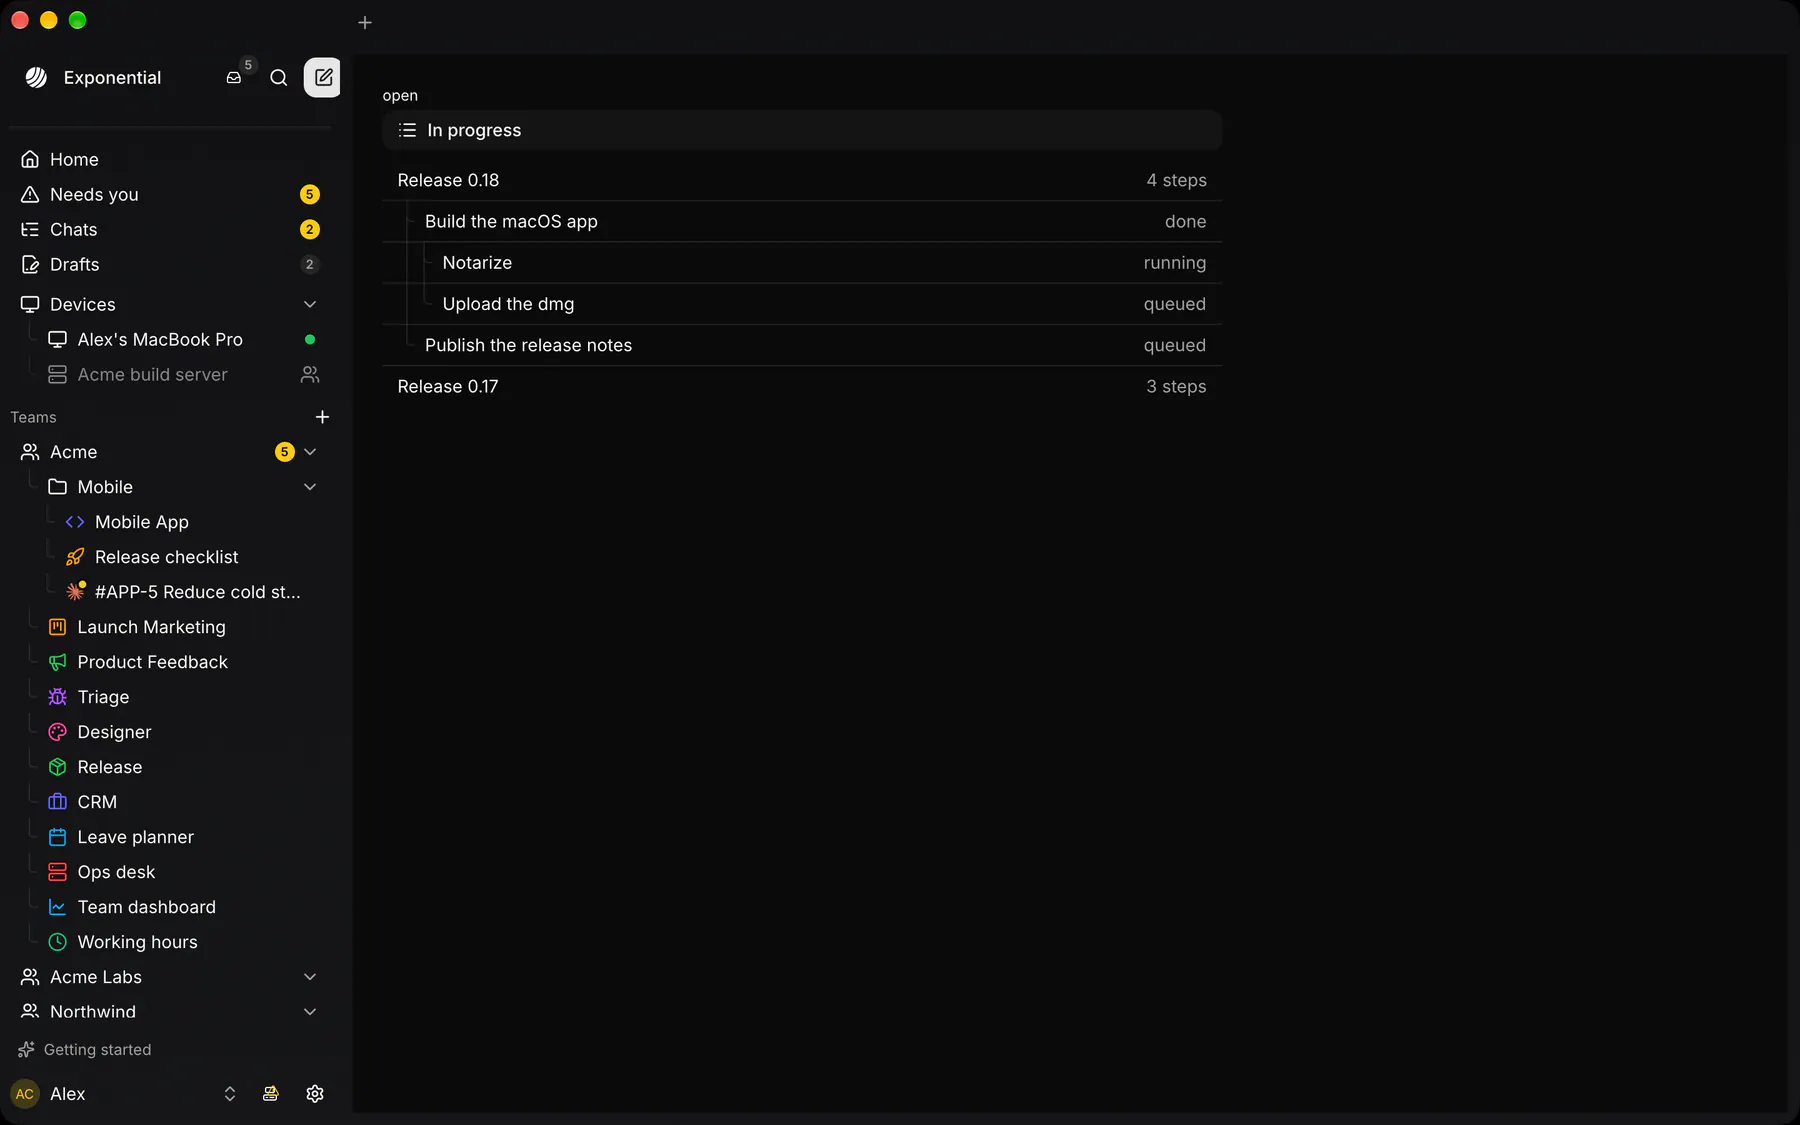 Exponential
5
Home
Needs you 5
Chats 2
Drafts 2
Devices
Alex's MacBook Pro
Acme build server
Teams
Acme 5
Mobile
Mobile App
Release checklist
#APP-5 Reduce cold st...
Launch Marketing
Product Feedback
Triage
Designer
Release
CRM
Leave planner
Ops desk
Team dashboard
Working hours
Acme Labs
Northwind
Getting started
AC Alex
open
In progress
Release 0.18 4 steps
Build the macOS app done
Notarize running
Upload the dmg queued
Publish the release notes queued
Release 0.17 3 steps